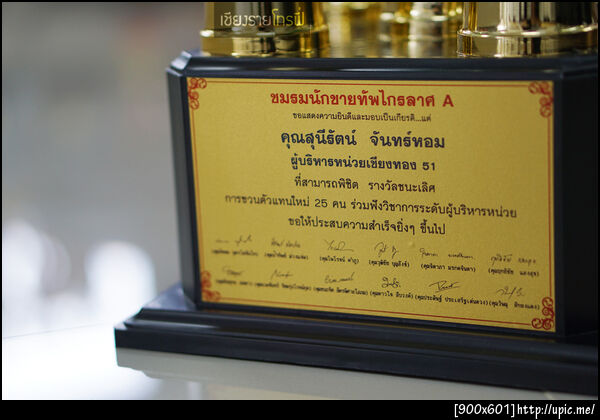 เชียงรายโทรฟี่
ชมรมนักขายทัพไกรลาศ A
ขอแสดงความยินดีและมอบเป็นเกียรติ...แด่
คุณสุนีรัตน์ จันทร์หอม
ผู้บริหารหน่วยเชียงทอง 51
ที่สามารถพิชิต รางวัลชนะเลิศ
การชวนตัวแทนใหม่ 25 คน ร่วมฟังวิชาการระดับผู้บริหารหน่วย
ขอให้ประสบความสำเร็จยิ่งๆ ขึ้นไป
[900x601]http://upic.me/